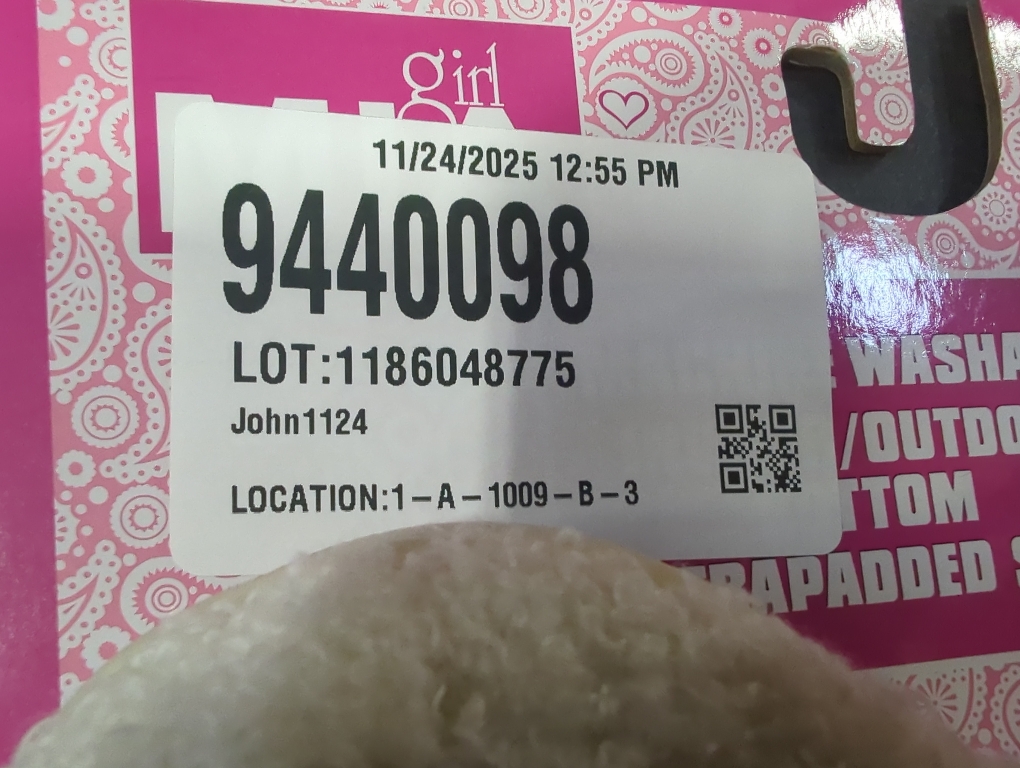 girl
11/24/2025 12:55 PM
9440098
LOT:1186048775
John1124
LOCATION:1-A-1009-B-3
WASHA
/OUTDO
TTOM
RAPADDED S